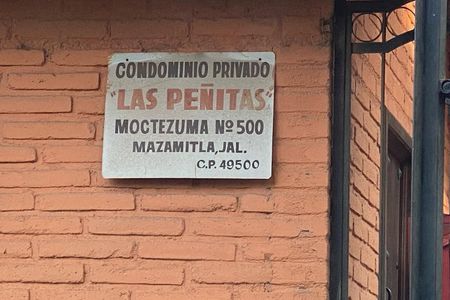 CONDOMINIO PRIVADO
"LAS PEÑITAS"
MOCTEZUMA Nº 500
MAZAMITLA, JAL.
C.P. 49500